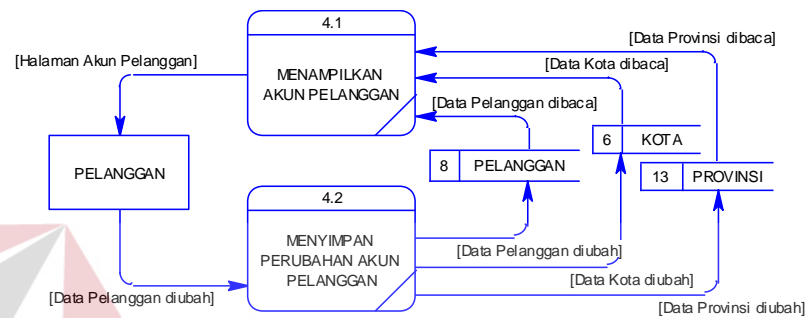 4.1
[Data Provinsi dibaca]
[Halaman Akun Pelanggan]
[Data Kota dibaca]
MENAMPILKAN
AKUN PELANGGAN
[Data Pelanggan dibaca]
6 KOTA
8 PELANGGAN
PELANGGAN
13 PROVINSI
4.2
MENYIMPAN
PERUBAHAN AKUN
PELANGGAN
[Data Pelanggan diubah]
[Data Kota diubah]
[Data Pelanggan diubah]
[Data Provinsi diubah]